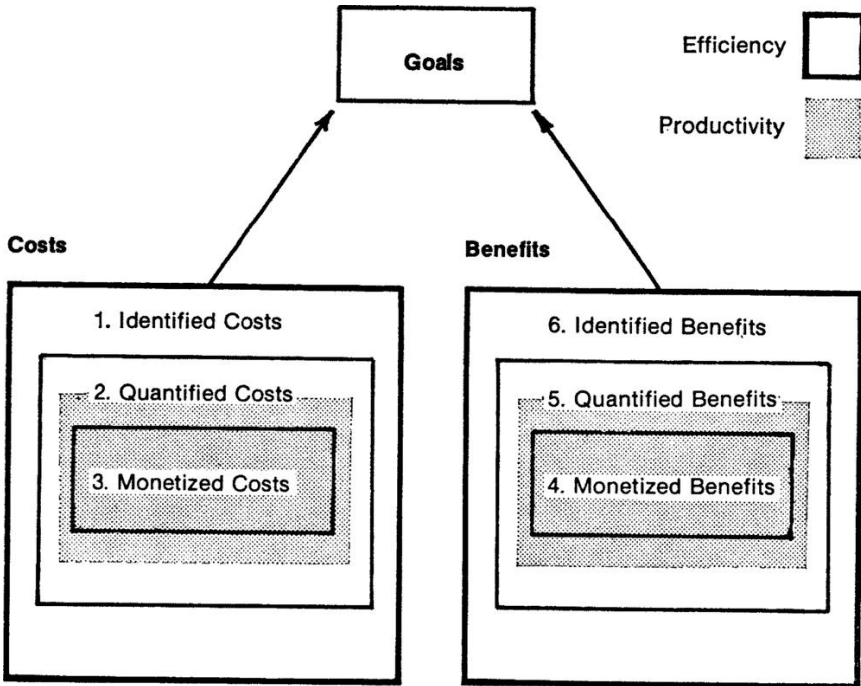 Goals
Efficiency
Productivity
Costs
Benefits
1. Identified Costs
6. Identified Benefits
2. Quantified Costs
5. Quantified Benefits
3. Monetized Costs
4. Monetized Benefits